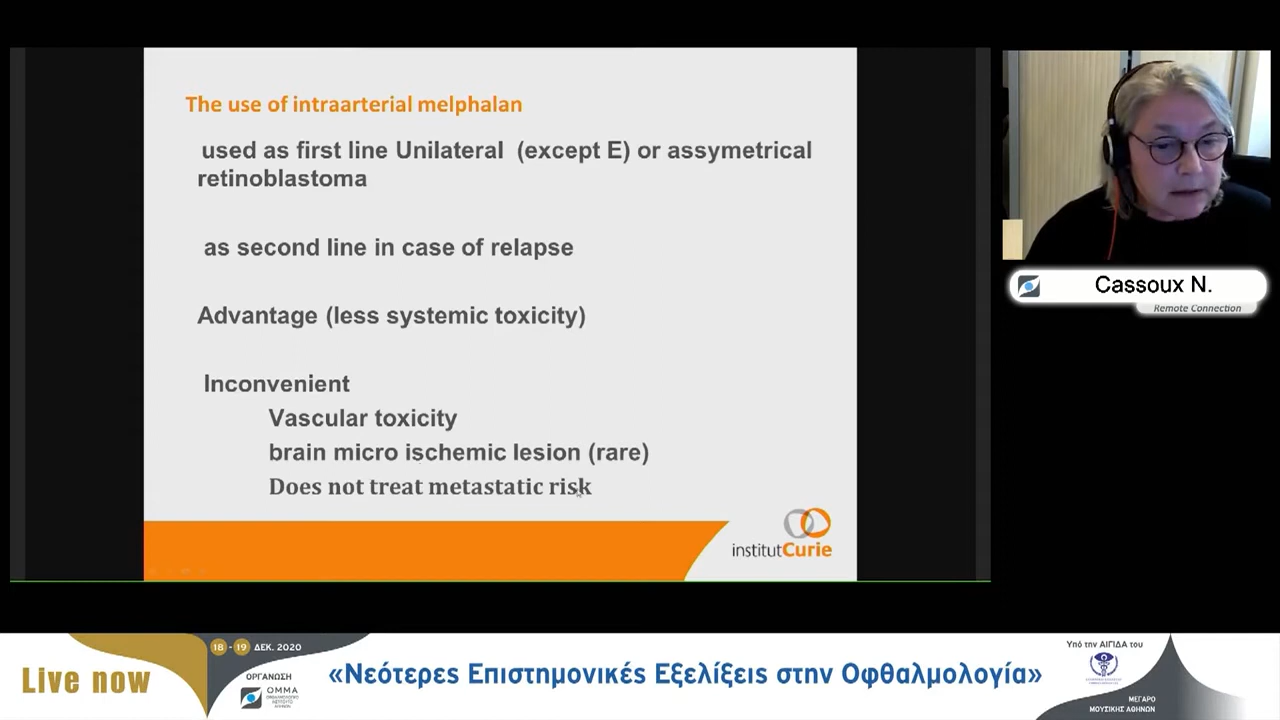 The use of intraarterial melphalan
used as first line Unilateral (except E) or assymetrical
retinoblastoma
as second line in case of relapse
Advantage (less systemic toxicity)
Inconvenient
Vascular toxicity
brain micro ischemic lesion (rare)
Does not treat metastatic risk
institutCurie
Cassoux N.
Remote Connection
Live now
18 - 19 ΔΕΚ. 2020
ΟΡΓΑΝΩΣΗ
ΟΜΜΑ
«Νεότερες Επιστημονικές Εξελίξεις στην Οφθαλμολογία»
Υπό την ΑΙΓΙΔΑ του
ΜΕΓΑΡΟ
ΜΟΥΣΙΚΗΣ ΑΘΗΝΩΝ